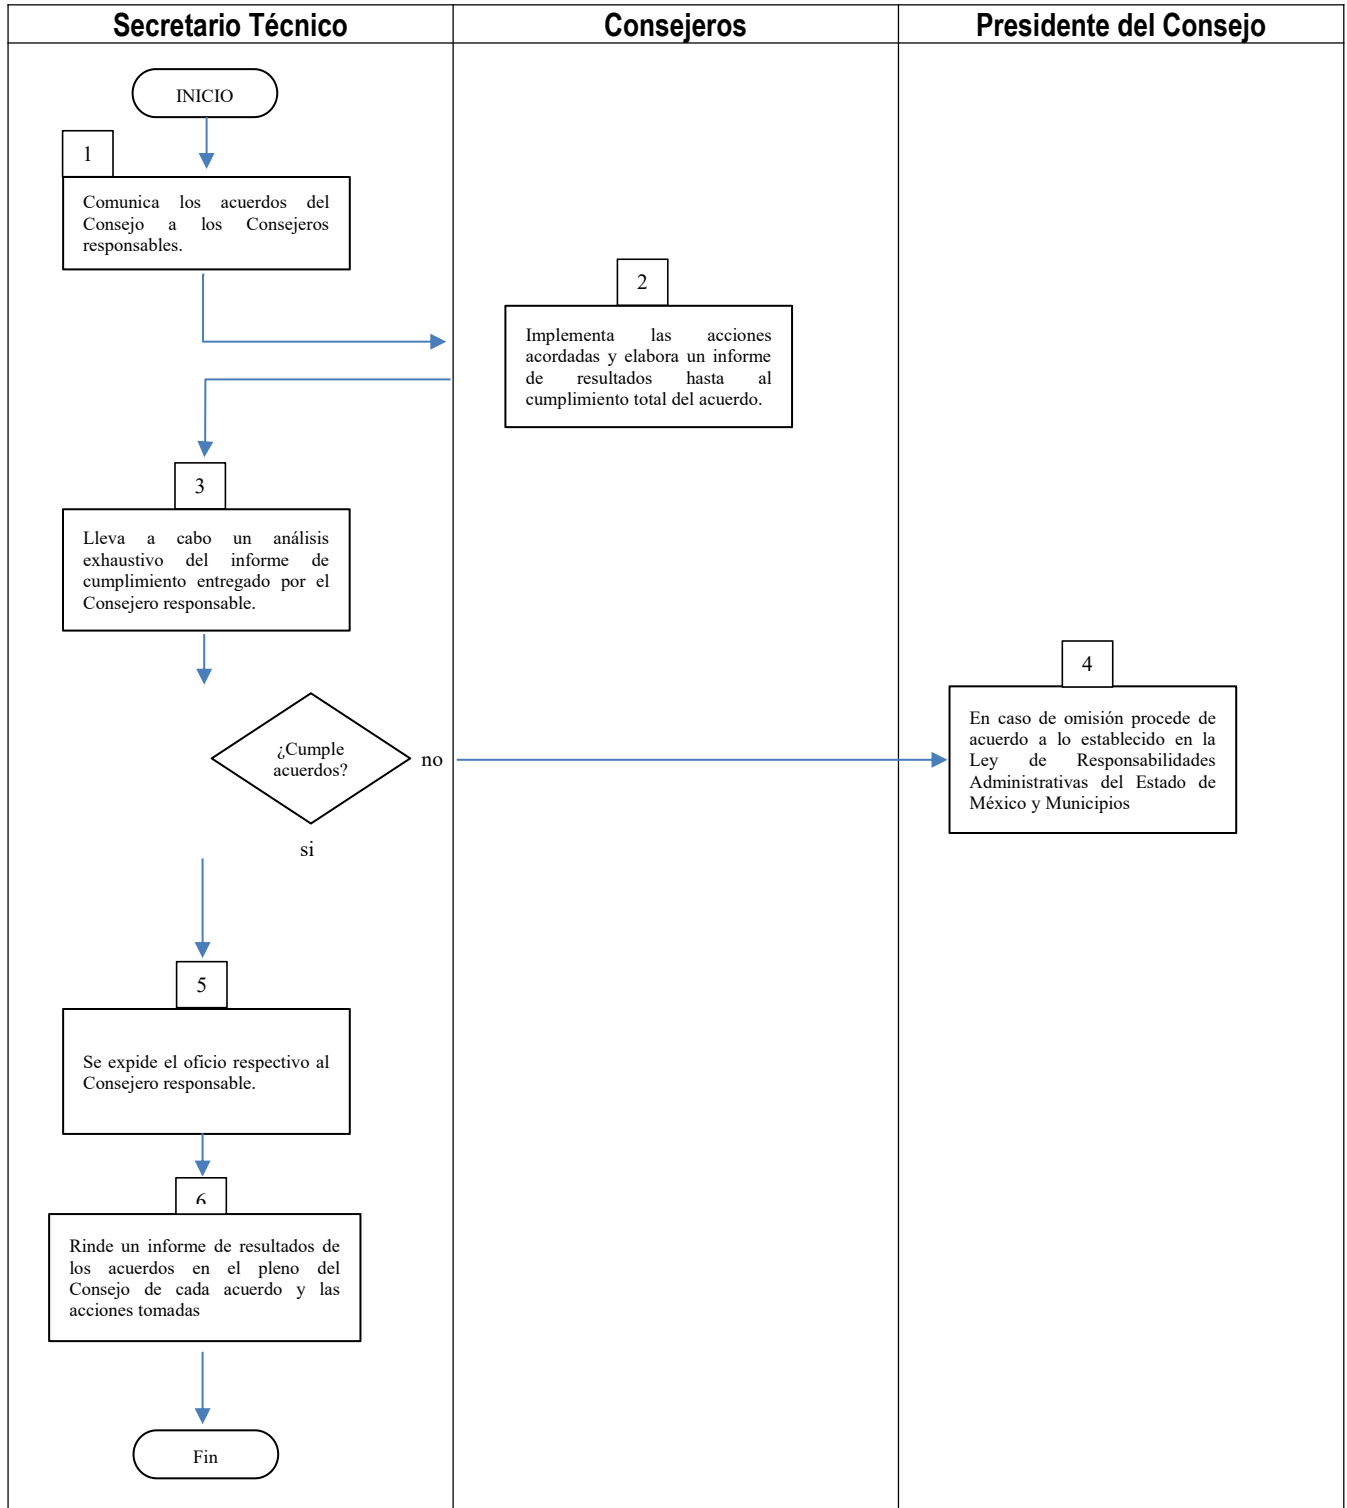 Secretario Técnico
Consejeros
Presidente del Consejo
INICIO
1
Comunica los acuerdos del
Consejo a los Consejeros
responsables.
2
Implementa las acciones
acordadas y elabora un informe
de resultados hasta al
cumplimiento total del acuerdo.
3
Lleva a cabo un análisis
exhaustivo del informe de
cumplimiento entregado por el
Consejero responsable.
¿Cumple
acuerdos?
no
si
4
En caso de omisión procede de
acuerdo a lo establecido en la
Ley de Responsabilidades
Administrativas del Estado de
México y Municipios
5
Se expide el oficio respectivo al
Consejero responsable.
6
Rinde un informe de resultados de
los acuerdos en el pleno del
Consejo de cada acuerdo y las
acciones tomadas
Fin